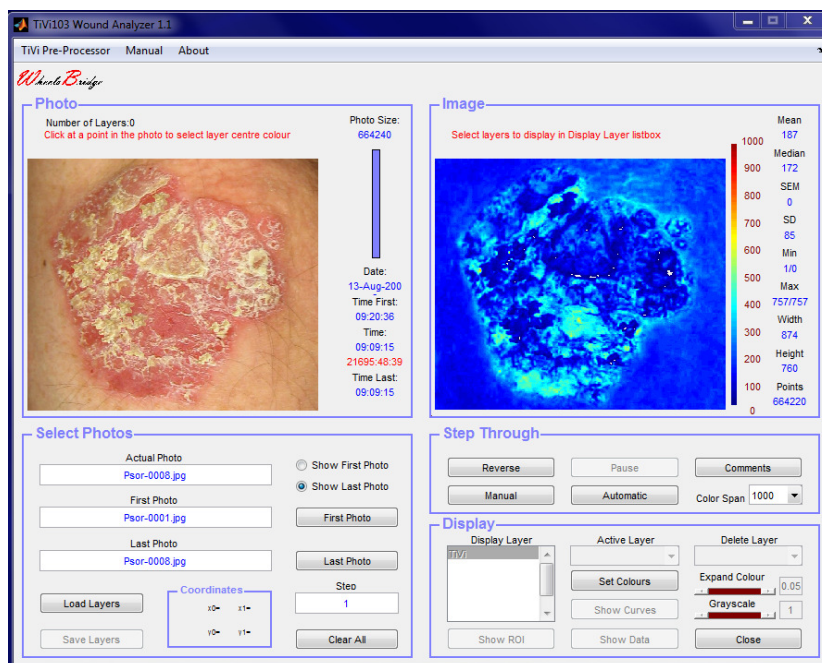 TiVi103 Wound Analyzer 1.1
TiVi Pre-Processor Manual About
Wheels Bridge
Photo
Number of Layers:0
Click at a point in the photo to select layer centre colour
Photo Size:
664240
Date:
13-Aug-200
Time First:
09:20:36
Time:
09:09:15
21695:48:39
Time Last:
09:09:15
Image
Select layers to display in Display Layer listbox
1000
900
800
700
600
500
400
300
200
100
0
Mean
187
Median
172
SEM
0
SD
85
Min
1/0
Max
757/757
Width
874
Height
760
Points
664220
Select Photos
Actual Photo
Psor-0008.jpg
First Photo
Psor-0001.jpg
Last Photo
Psor-0008.jpg
Show First Photo
Show Last Photo
First Photo
Last Photo
Step
1
Load Layers
Save Layers
Coordinates
x0= x1=
y0= y1=
Clear All
Step Through
Reverse Pause Comments
Manual Automatic Color Span 1000
Display
Display Layer Active Layer Delete Layer
TiVi
Set Colours
Expand Colour
0.05
Show Curves
Grayscale
1
Show ROI Show Data Close